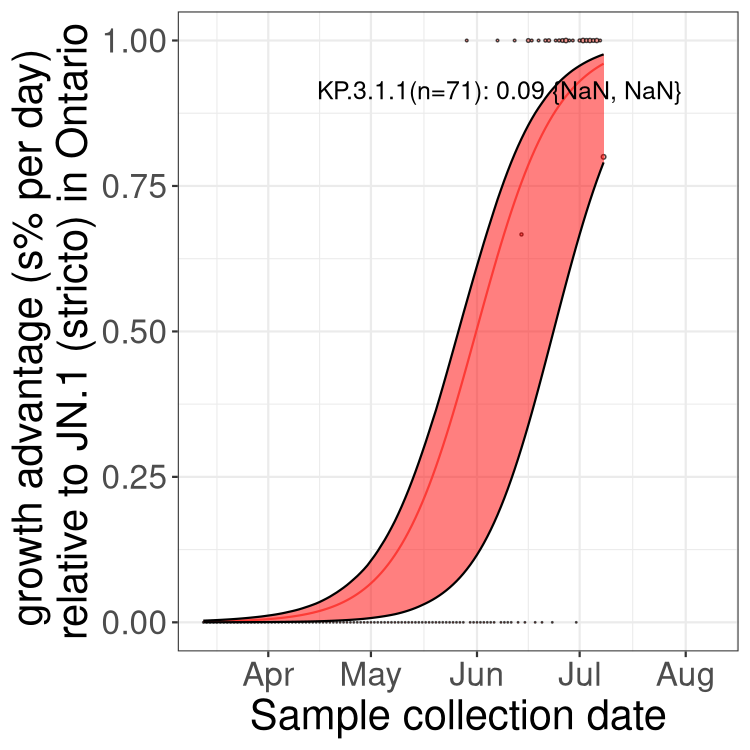 growth advantage (s% per day)
relative to JN.1 (stricto) in Ontario
1.00
0.75
0.50
0.25
0.00
KP.3.1.1(n=71): 0.09 {NaN, NaN}
Apr May Jun Jul Aug
Sample collection date